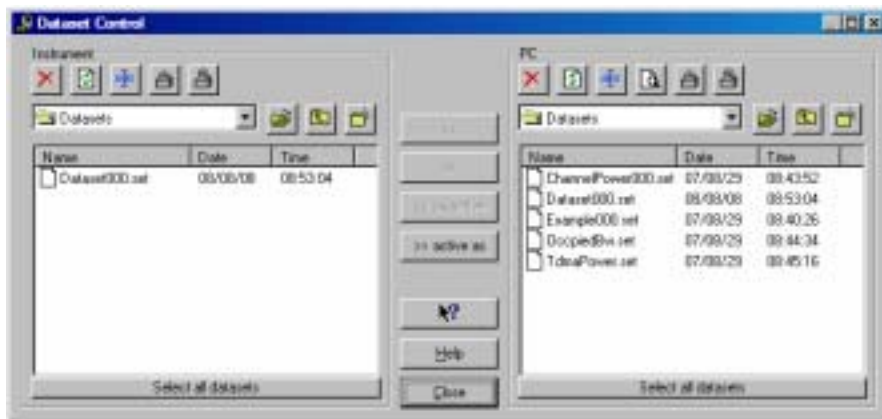 Dataset Control
Instrument
Datasets
Name Date Time
Dataset000.set 08/08/08 08:53:04
>> active as
Help
Close
Select all datasets
PC
Datasets
Name Date Time
ChannelPower000.set 07/08/29 08:43:52
Dataset000.set 08/08/08 08:53:04
Example000.set 07/08/29 08:40:26
OccpiedBw.set 07/08/29 08:44:34
TdmaPower.set 07/08/29 08:45:16
Select all datasets